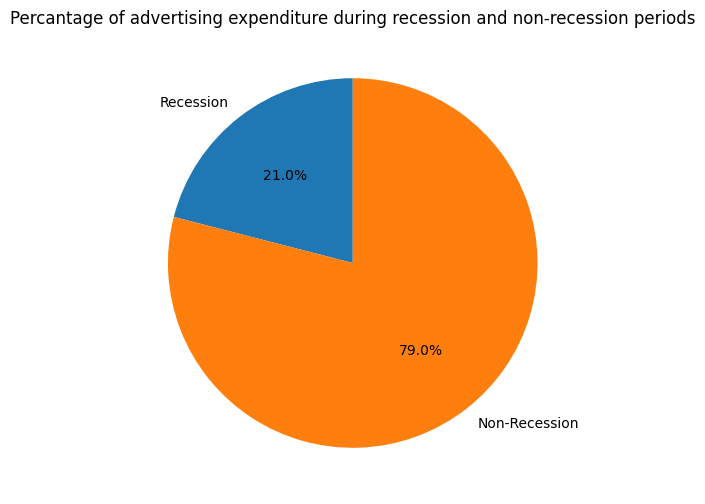 Percantage of advertising expenditure during recession and non-recession periods
Recession
21.0%
79.0%
Non-Recession